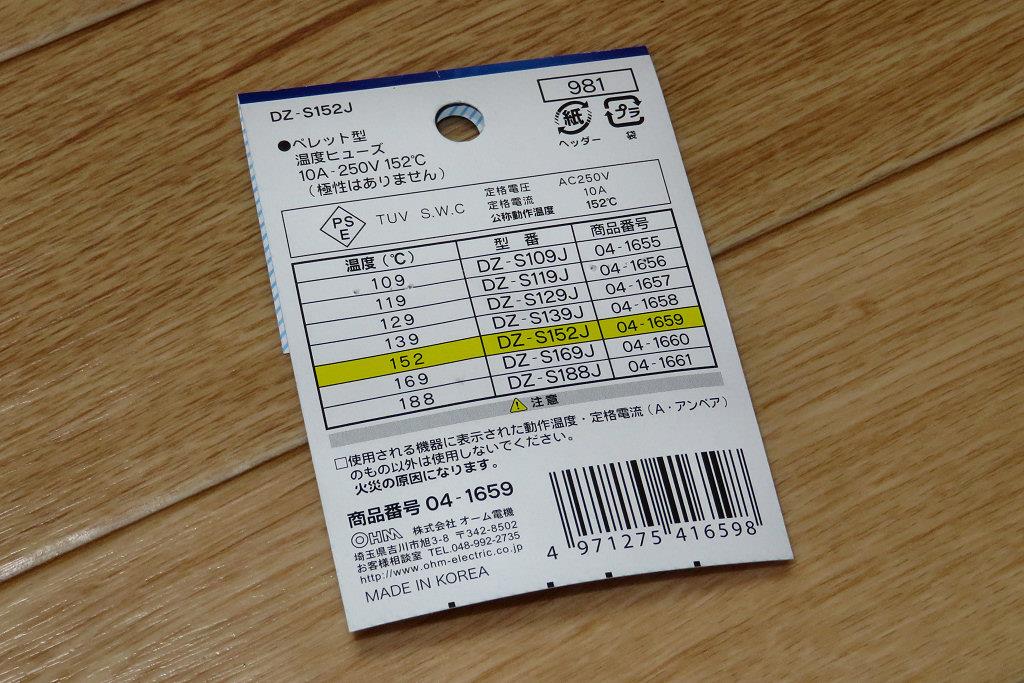 DZ-S152J
981
●ペレット型
温度ヒューズ
10A-250V 152℃
(極性はありません)
紙
ヘッダー
プラ
袋
PS
E
TUV S.W.C
定格電圧 AC250V
定格電流 10A
公称動作温度 152℃
温度(℃) 型番 商品番号
109 DZ-S109J 04-1655
119 DZ-S119J 04-1656
129 DZ-S129J 04-1657
139 DZ-S139J 04-1658
152 DZ-S152J 04-1659
169 DZ-S169J 04-1660
188 DZ-S188J 04-1661
注意
□使用される機器に表示された動作温度・定格電流(A・アンペア)
のもの以外は使用しないでください。
火災の原因になります。
商品番号 04-1659
OHM 株式会社 オーム電機
埼玉県吉川市旭3-8 〒342-8502
お客様相談室 TEL.048-992-2735
http://www.ohm-electric.co.jp
MADE IN KOREA
4 971275 416598